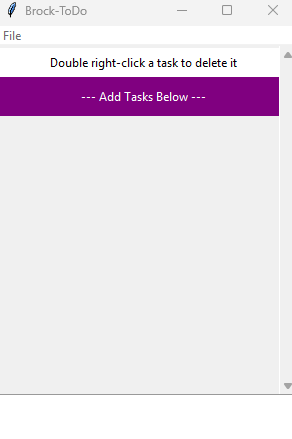 Brock-ToDo
File
Double right-click a task to delete it
--- Add Tasks Below ---